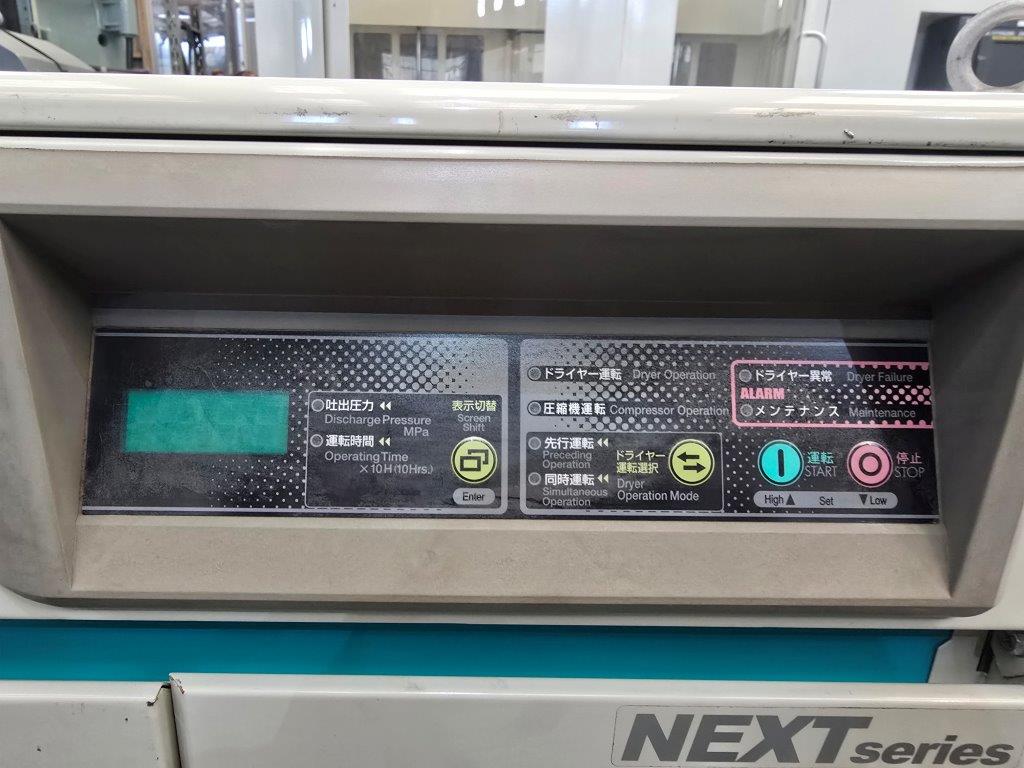 吐出圧力 ◀◀
Discharge Pressure
MPa
運転時間 ◀◀
Operating Time
×10H(10Hrs.)
表示切替
Screen
Shift
Enter
ドライヤー運転 Dryer Operation
圧縮機運転 Compressor Operation
先行運転 ◀◀
Preceding
Operation
同時運転 ◀◀
Simultaneous
Operation
ドライヤー
運転選択
Dryer
Operation Mode
ドライヤー異常 Dryer Failure
ALARM
メンテナンス Maintenance
運転
START
停止
STOP
High ▲ Set ▼ Low
NEXT series